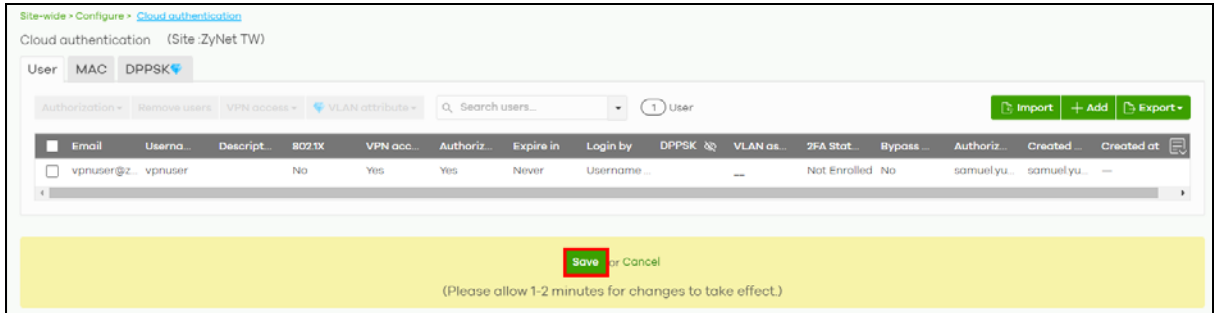 Site-wide > Configure > Cloud authentication
Cloud authentication (Site :ZyNet TW)
User MAC DPPSK
Authorization Remove users VPN access VLAN attribute Search users... 1 User Import + Add Export
Email Userna... Descript... 802.1X VPN acc... Authoriz... Expire in Login by DPPSK VLAN as... 2FA Stat... Bypass ... Authoriz... Created ... Created at
vpnuser@z... vpnuser No Yes Yes Never Username ... __ Not Enrolled No samuel.yu... samuel.yu... —
Save or Cancel
(Please allow 1-2 minutes for changes to take effect.)